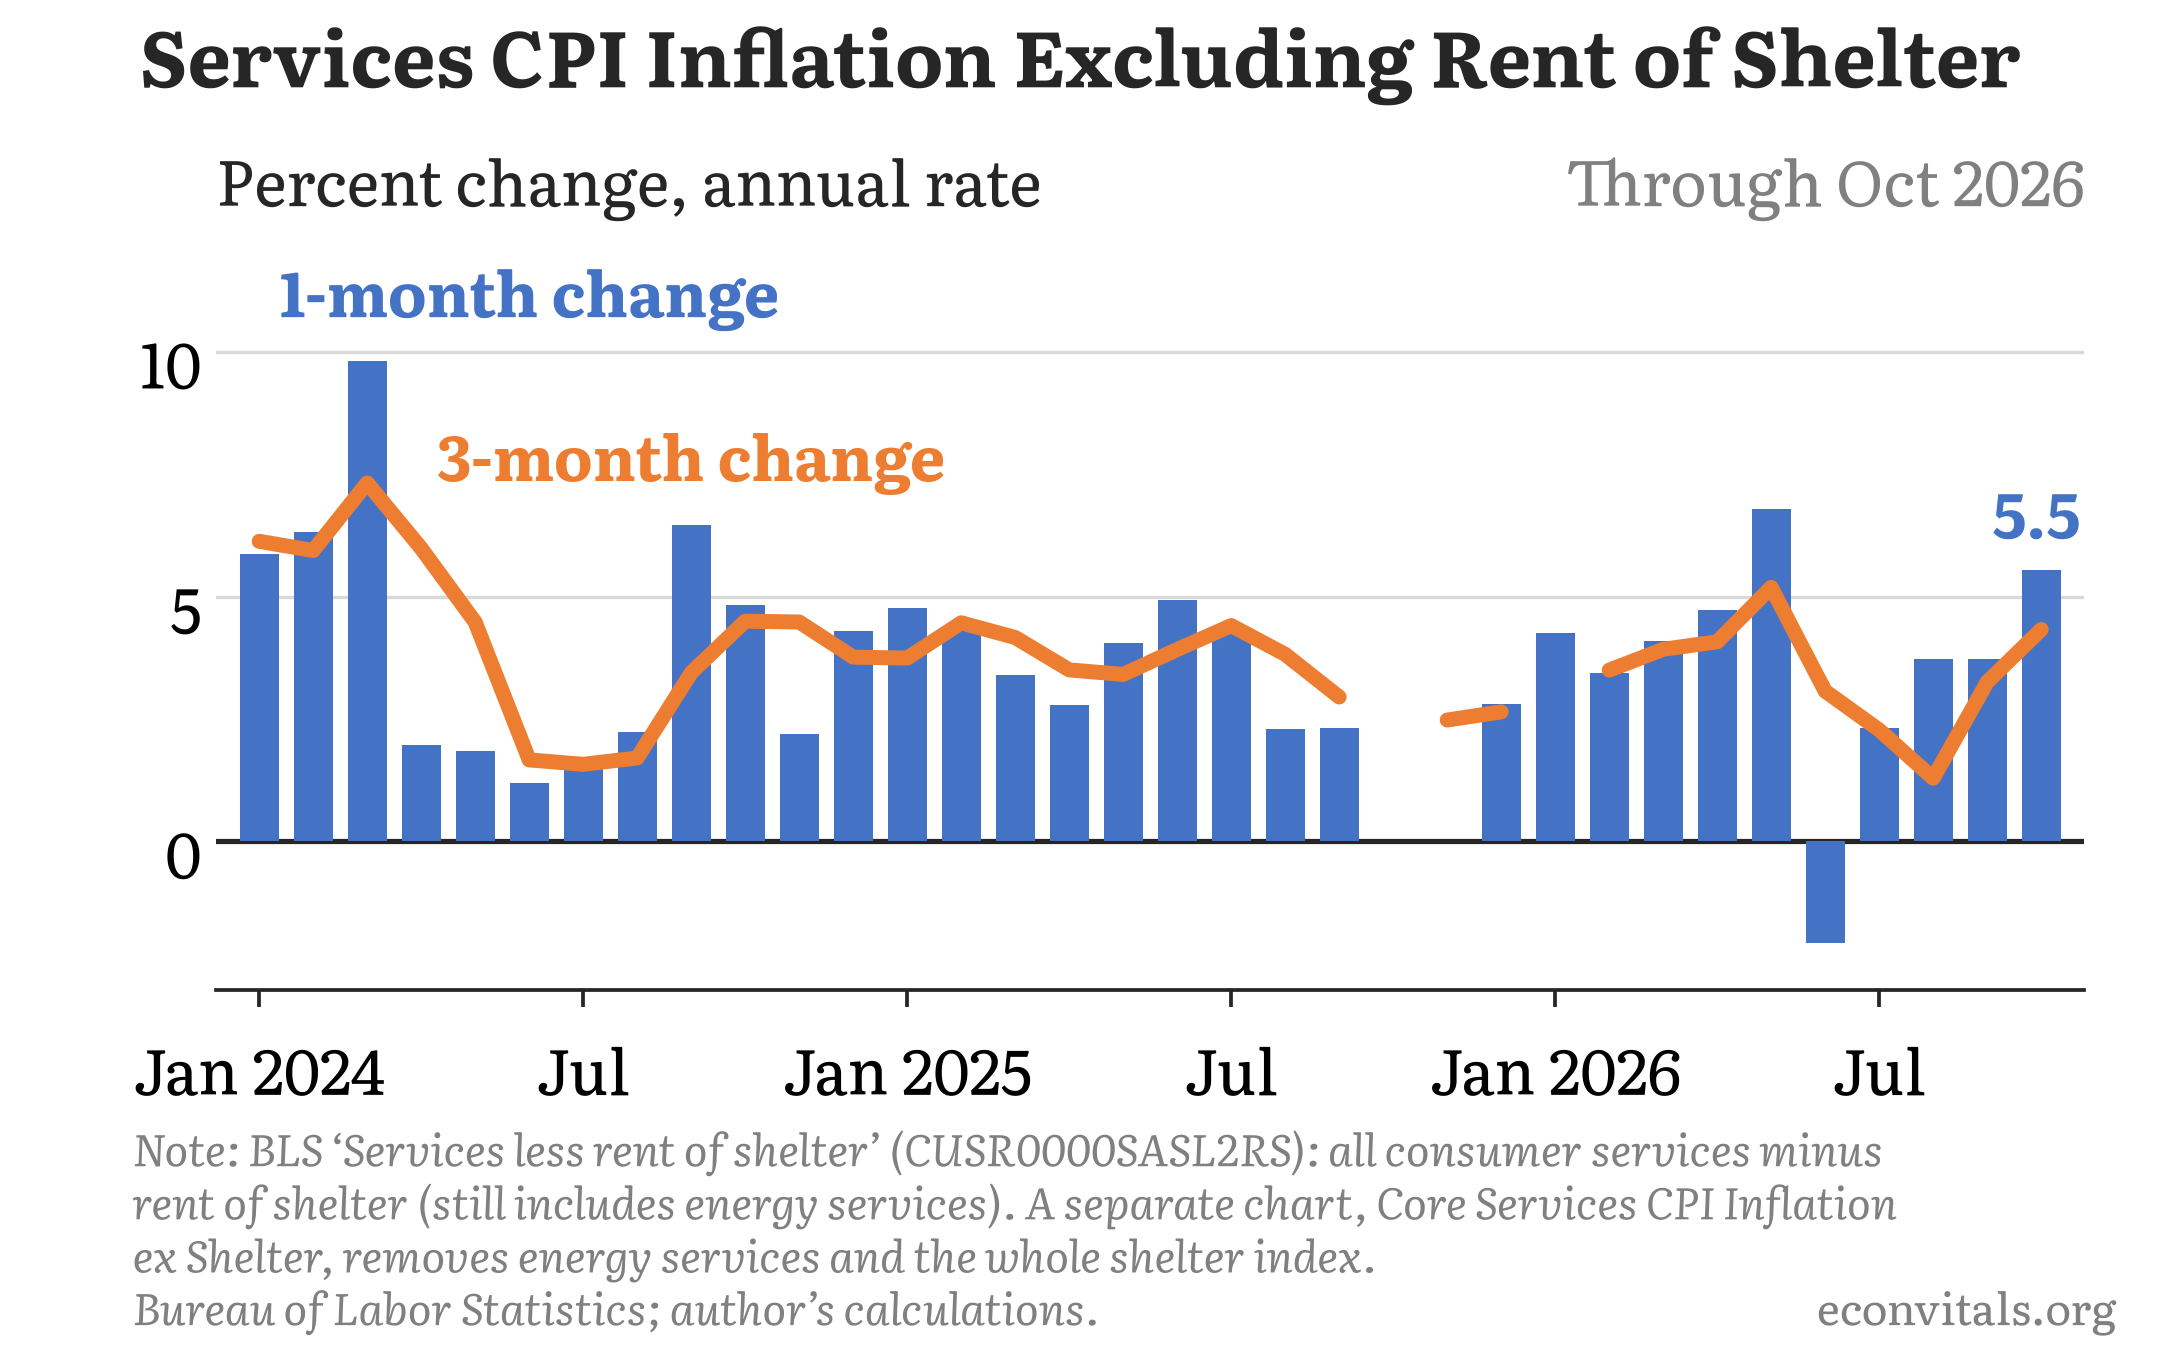 Services CPI Inflation Excluding Rent of Shelter
Percent change, annual rate
Through Oct 2026
1-month change
10
3-month change
5.5
5
0
Jan 2024
Jul
Jan 2025
Jul
Jan 2026
Jul
Note: BLS ‘Services less rent of shelter’ (CUSR0000SASL2RS): all consumer services minus
rent of shelter (still includes energy services). A separate chart, Core Services CPI Inflation
ex Shelter, removes energy services and the whole shelter index.
Bureau of Labor Statistics; author’s calculations.
econvitals.org